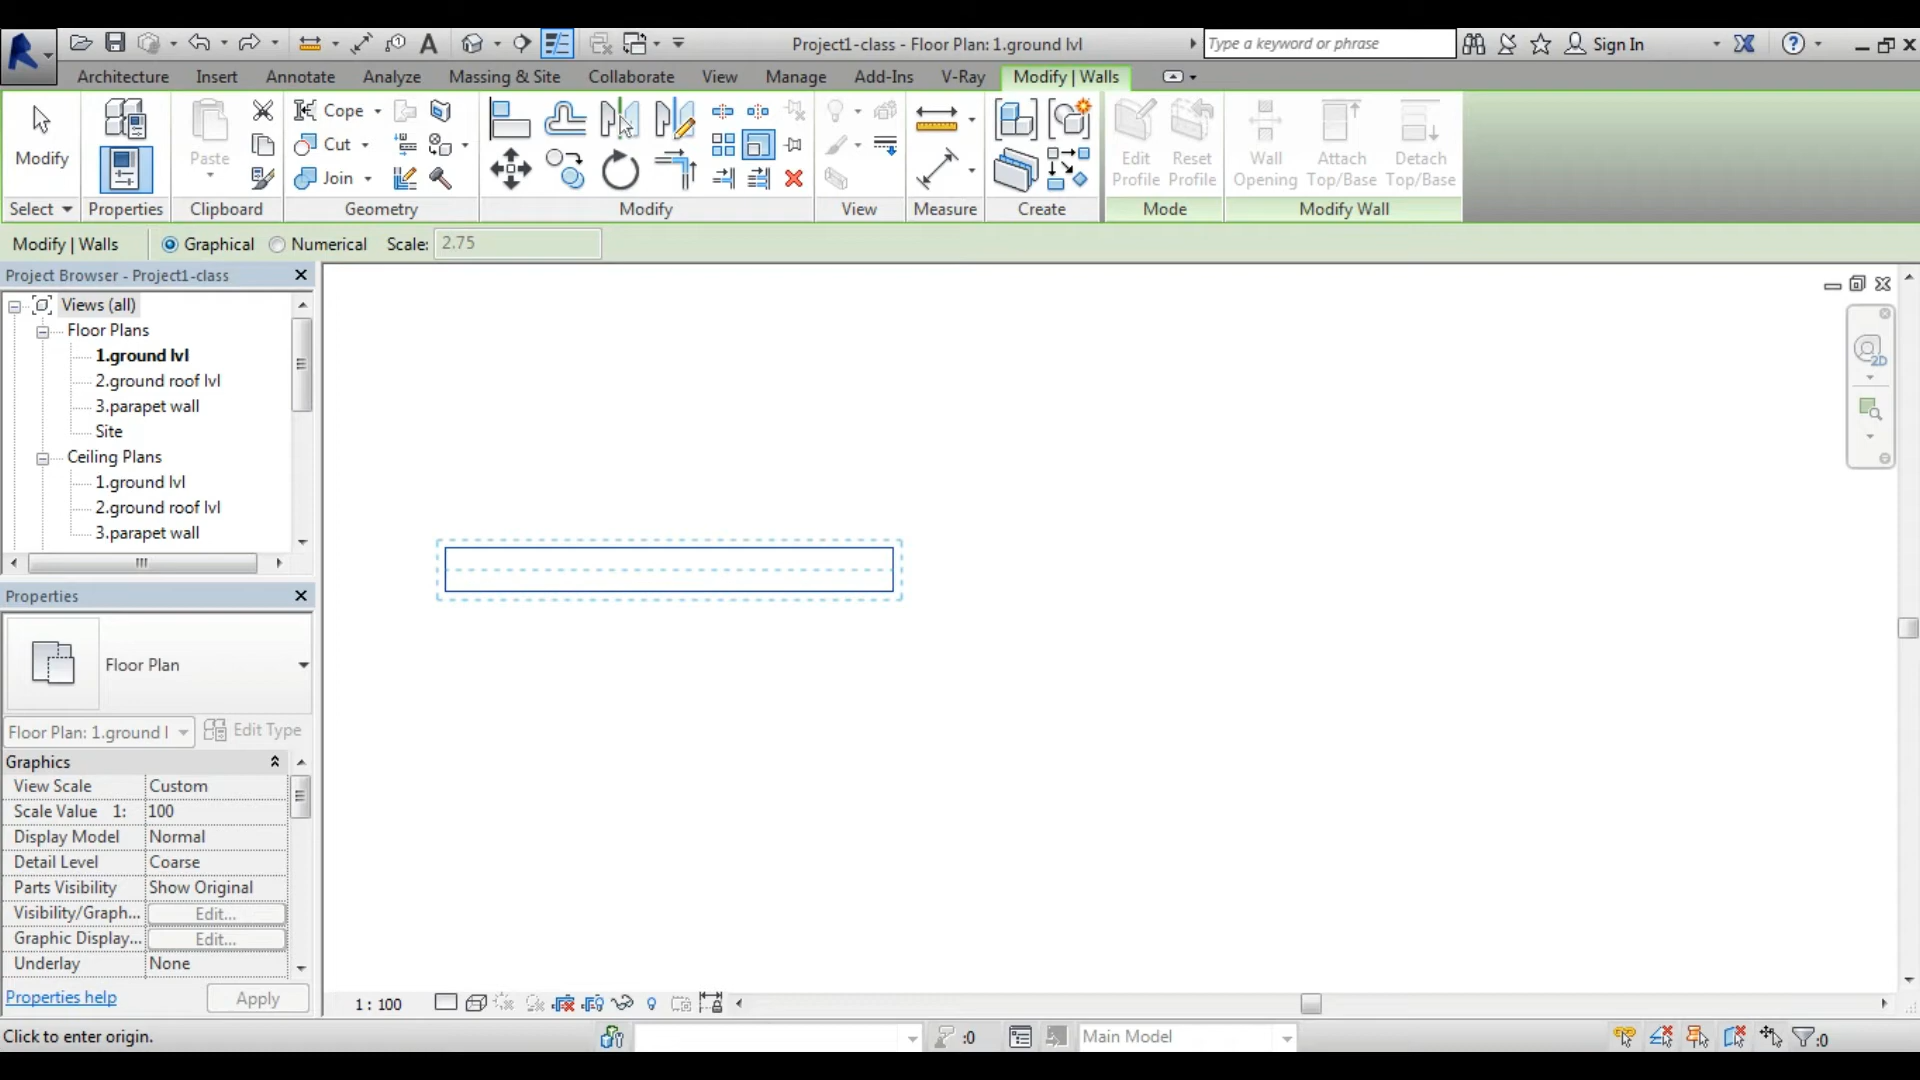 Project1-class - Floor Plan: 1.ground lvl
Type a keyword or phrase
Sign In
Architecture Insert Annotate Analyze Massing & Site Collaborate View Manage Add-Ins V-Ray Modify | Walls
Modify
Paste
Cope
Cut
Join
Edit Profile
Reset Profile
Wall Opening
Attach Top/Base
Detach Top/Base
Select Properties Clipboard Geometry Modify View Measure Create Mode Modify Wall
Modify | Walls Graphical Numerical Scale: 2.75
Project Browser - Project1-class
Views (all)
Floor Plans
1.ground lvl
2.ground roof lvl
3.parapet wall
Site
Ceiling Plans
1.ground lvl
2.ground roof lvl
3.parapet wall
2D
Properties
Floor Plan
Floor Plan: 1.ground l Edit Type
Graphics
View Scale Custom
Scale Value 1: 100
Display Model Normal
Detail Level Coarse
Parts Visibility Show Original
Visibility/Graph... Edit...
Graphic Display... Edit...
Underlay None
Properties help Apply
1 : 100
Click to enter origin.
:0
Main Model
:0